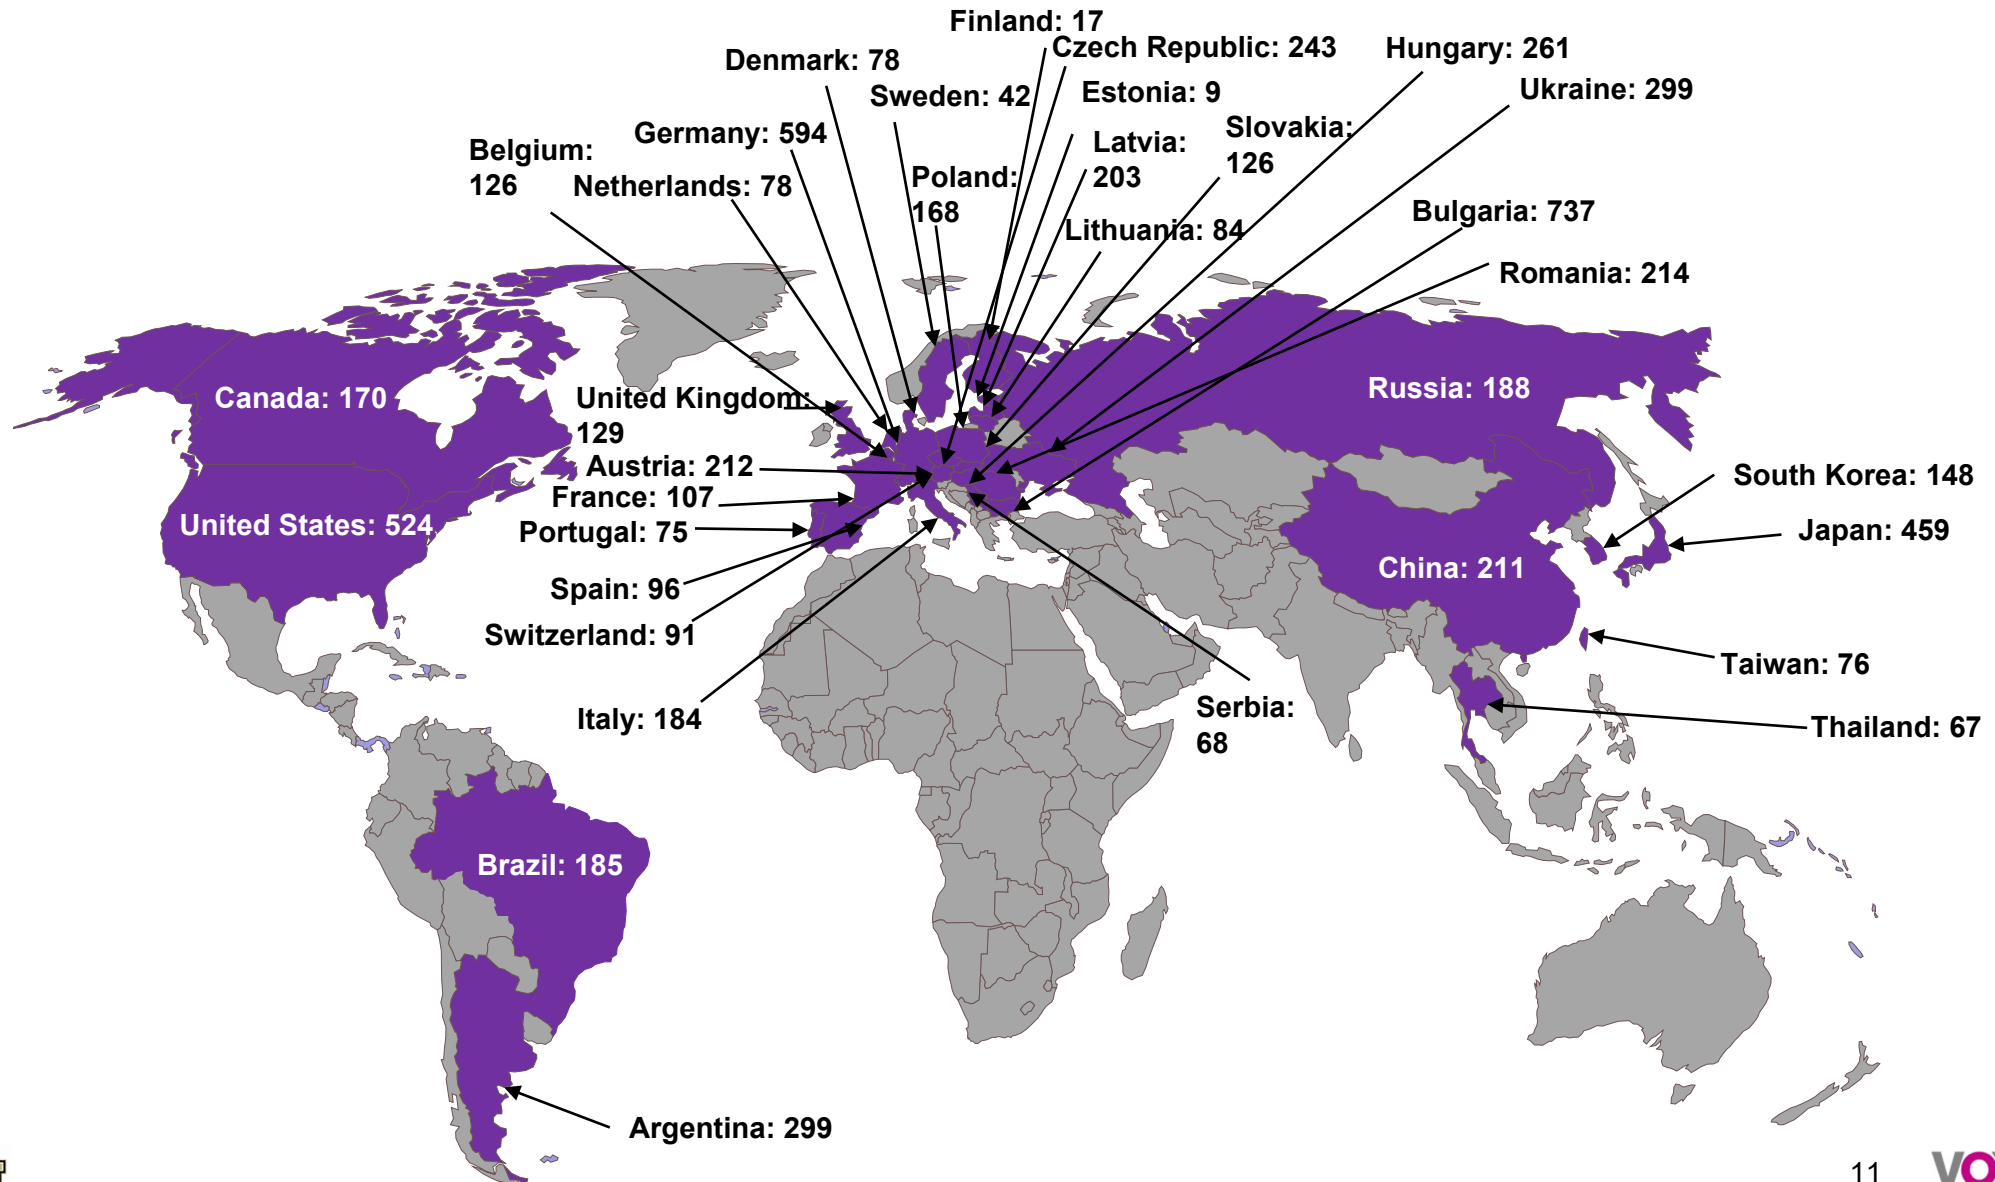 Finland: 17
Czech Republic: 243
Hungary: 261
Denmark: 78
Ukraine: 299
Sweden: 42
Estonia: 9
Germany: 594
Slovakia:
126
Belgium:
126
Latvia:
203
Netherlands: 78
Poland:
168
Bulgaria: 737
Lithuania: 84
Romania: 214
Canada: 170
United Kingdom:
129
Russia: 188
Austria: 212
South Korea: 148
France: 107
United States: 524
Portugal: 75
Japan: 459
China: 211
Spain: 96
Switzerland: 91
Taiwan: 76
Italy: 184
Serbia:
68
Thailand: 67
Brazil: 185
Argentina: 299
11